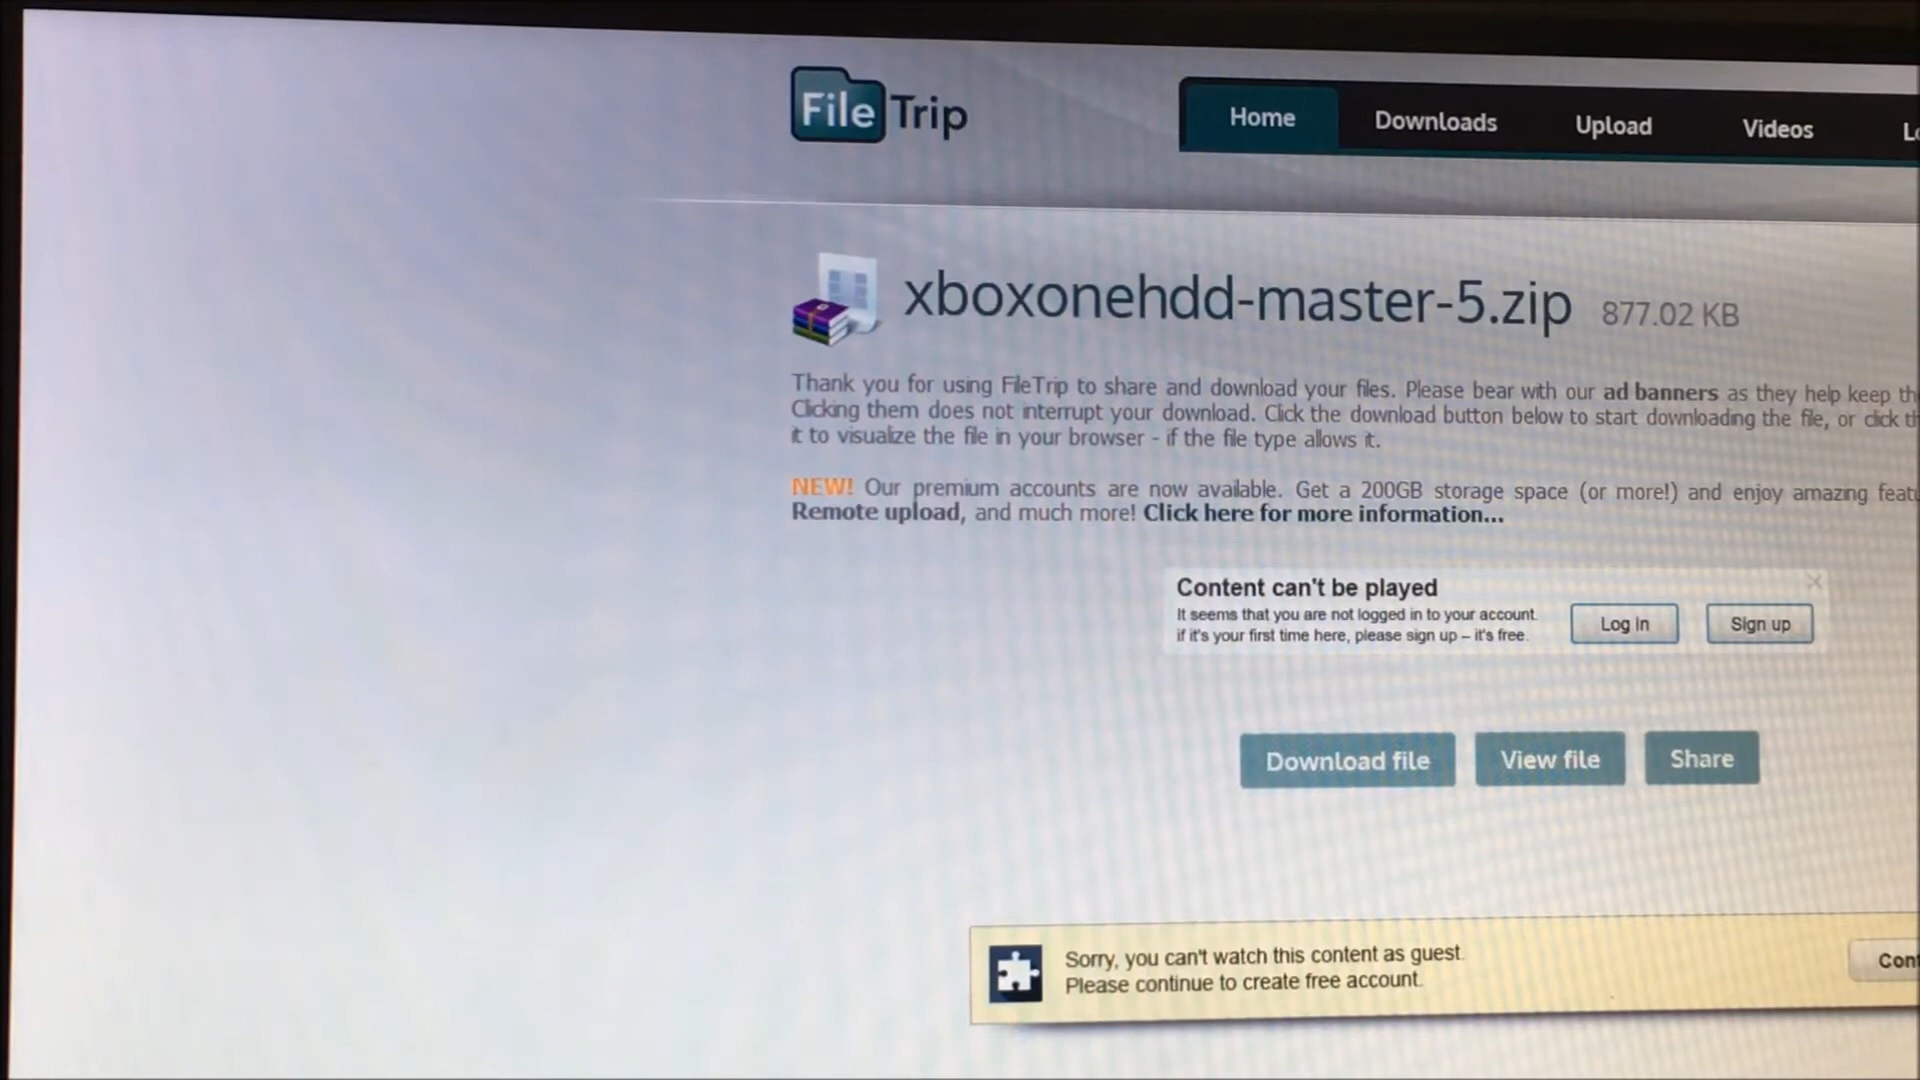 FileTrip
Home Downloads Upload Videos
xboxonehdd-master-5.zip 877.02 KB
Thank you for using FileTrip to share and download your files. Please bear with our ad banners as they help keep
Clicking them does not interrupt your download. Click the download button below to start downloading the file, or click
it to visualize the file in your browser - if the file type allows it.
NEW! Our premium accounts are now available. Get a 200GB storage space (or more!) and enjoy amazing
Remote upload, and much more! Click here for more information...
Content can't be played
It seems that you are not logged in to your account.
if it's your first time here, please sign up – it's free.
Log in
Sign up
Download file
View file
Share
Sorry, you can't watch this content as guest.
Please continue to create free account.